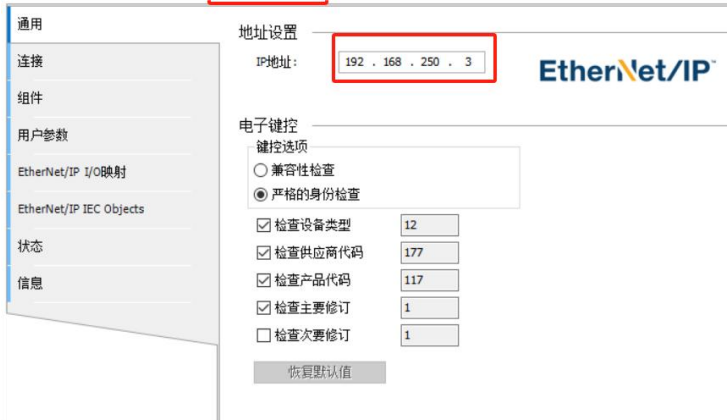 通用
连接
组件
用户参数
EtherNet/IP I/O映射
EtherNet/IP IEC Objects
状态
信息
地址设置
IP地址: 192 . 168 . 250 . 3
EtherNet/IP™
电子键控
键控选项
兼容性检查
严格的身份检查
检查设备类型 12
检查供应商代码 177
检查产品代码 117
检查主要修订 1
检查次要修订 1
恢复默认值